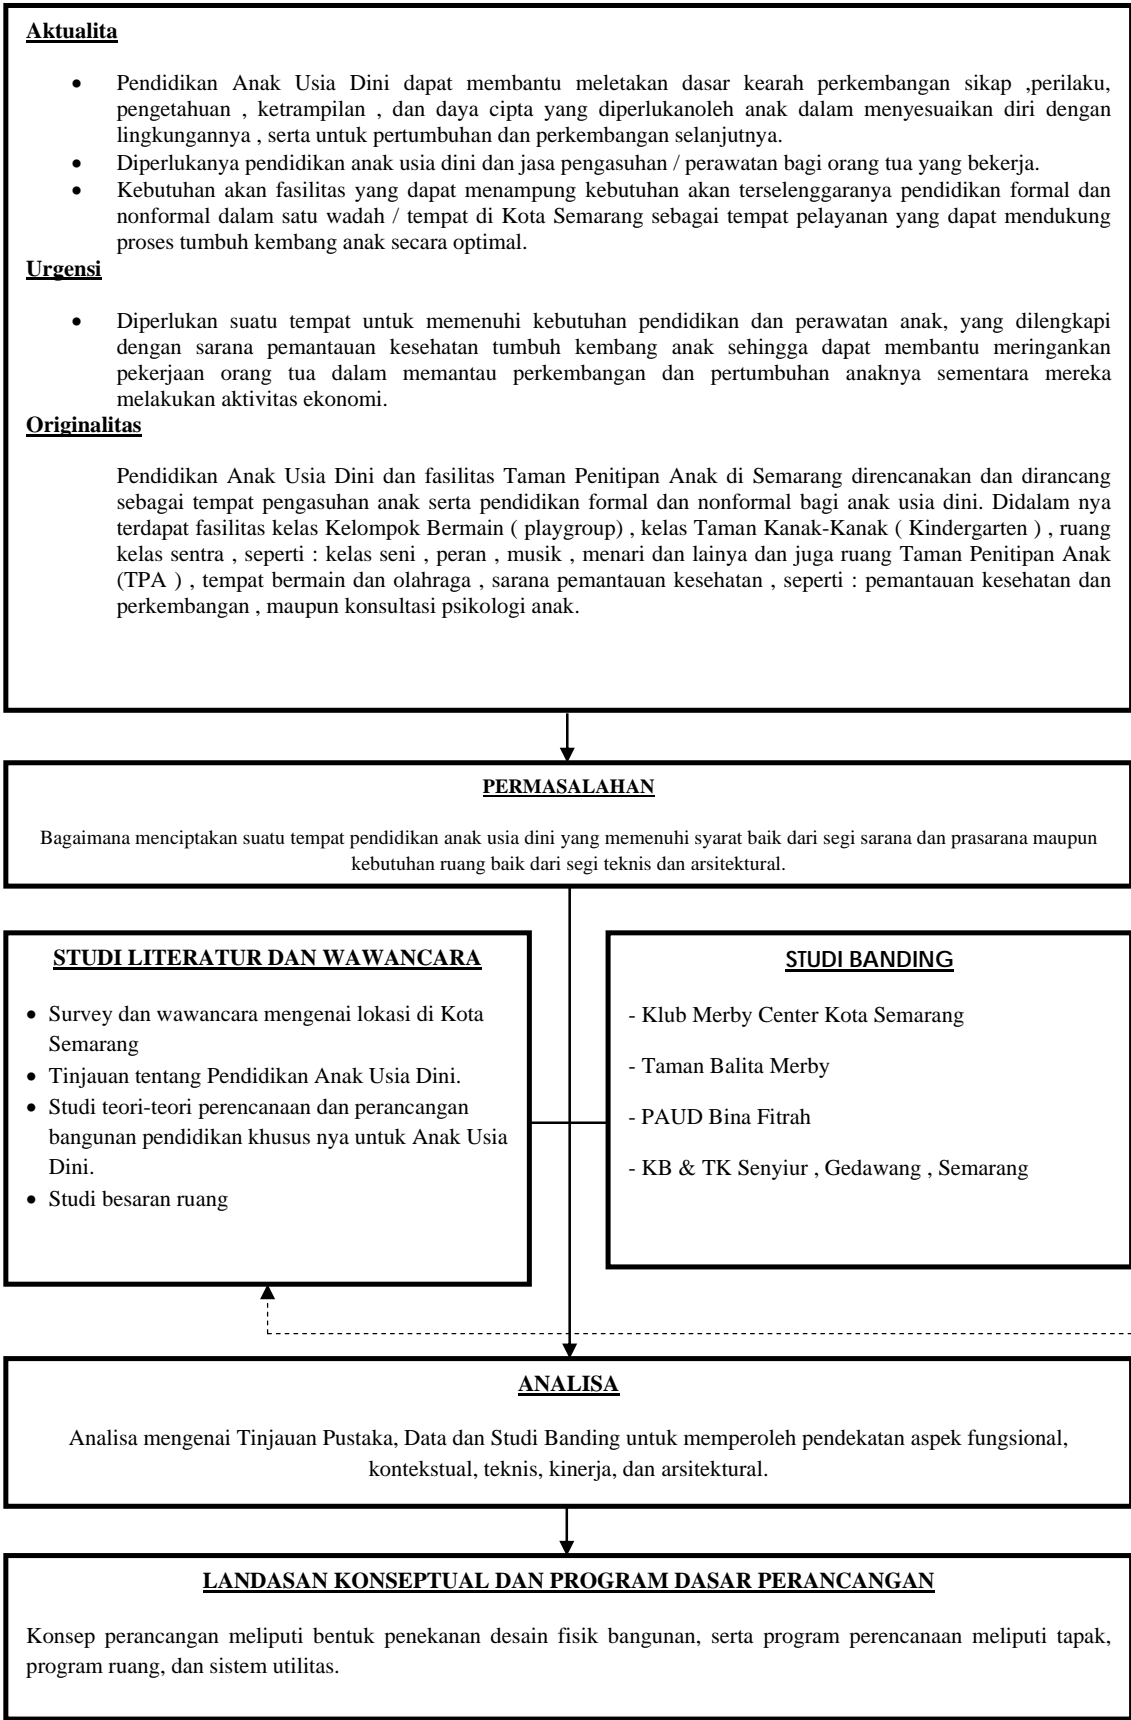 Aktualita
• Pendidikan Anak Usia Dini dapat membantu meletakan dasar kearah perkembangan sikap ,perilaku,
pengetahuan , ketrampilan , dan daya cipta yang diperlukanoleh anak dalam menyesuaikan diri dengan
lingkungannya , serta untuk pertumbuhan dan perkembangan selanjutnya.
• Diperlukanya pendidikan anak usia dini dan jasa pengasuhan / perawatan bagi orang tua yang bekerja.
• Kebutuhan akan fasilitas yang dapat menampung kebutuhan akan terselenggaranya pendidikan formal dan
nonformal dalam satu wadah / tempat di Kota Semarang sebagai tempat pelayanan yang dapat mendukung
proses tumbuh kembang anak secara optimal.
Urgensi
• Diperlukan suatu tempat untuk memenuhi kebutuhan pendidikan dan perawatan anak, yang dilengkapi
dengan sarana pemantauan kesehatan tumbuh kembang anak sehingga dapat membantu meringankan
pekerjaan orang tua dalam memantau perkembangan dan pertumbuhan anaknya sementara mereka
melakukan aktivitas ekonomi.
Originalitas
Pendidikan Anak Usia Dini dan fasilitas Taman Penitipan Anak di Semarang direncanakan dan dirancang
sebagai tempat pengasuhan anak serta pendidikan formal dan nonformal bagi anak usia dini. Didalam nya
terdapat fasilitas kelas Kelompok Bermain ( playgroup) , kelas Taman Kanak-Kanak ( Kindergarten ) , ruang
kelas sentra , seperti : kelas seni , peran , musik , menari dan lainya dan juga ruang Taman Penitipan Anak
(TPA ) , tempat bermain dan olahraga , sarana pemantauan kesehatan , seperti : pemantauan kesehatan dan
perkembangan , maupun konsultasi psikologi anak.
PERMASALAHAN
Bagaimana menciptakan suatu tempat pendidikan anak usia dini yang memenuhi syarat baik dari segi sarana dan prasarana maupun
kebutuhan ruang baik dari segi teknis dan arsitektural.
STUDI LITERATUR DAN WAWANCARA
• Survey dan wawancara mengenai lokasi di Kota
Semarang
• Tinjauan tentang Pendidikan Anak Usia Dini.
• Studi teori-teori perencanaan dan perancangan
bangunan pendidikan khusus nya untuk Anak Usia
Dini.
• Studi besaran ruang
STUDI BANDING
- Klub Merby Center Kota Semarang
- Taman Balita Merby
- PAUD Bina Fitrah
- KB & TK Senyiur , Gedawang , Semarang
ANALISA
Analisa mengenai Tinjauan Pustaka, Data dan Studi Banding untuk memperoleh pendekatan aspek fungsional,
kontekstual, teknis, kinerja, dan arsitektural.
LANDASAN KONSEPTUAL DAN PROGRAM DASAR PERANCANGAN
Konsep perancangan meliputi bentuk penekanan desain fisik bangunan, serta program perencanaan meliputi tapak,
program ruang, dan sistem utilitas.